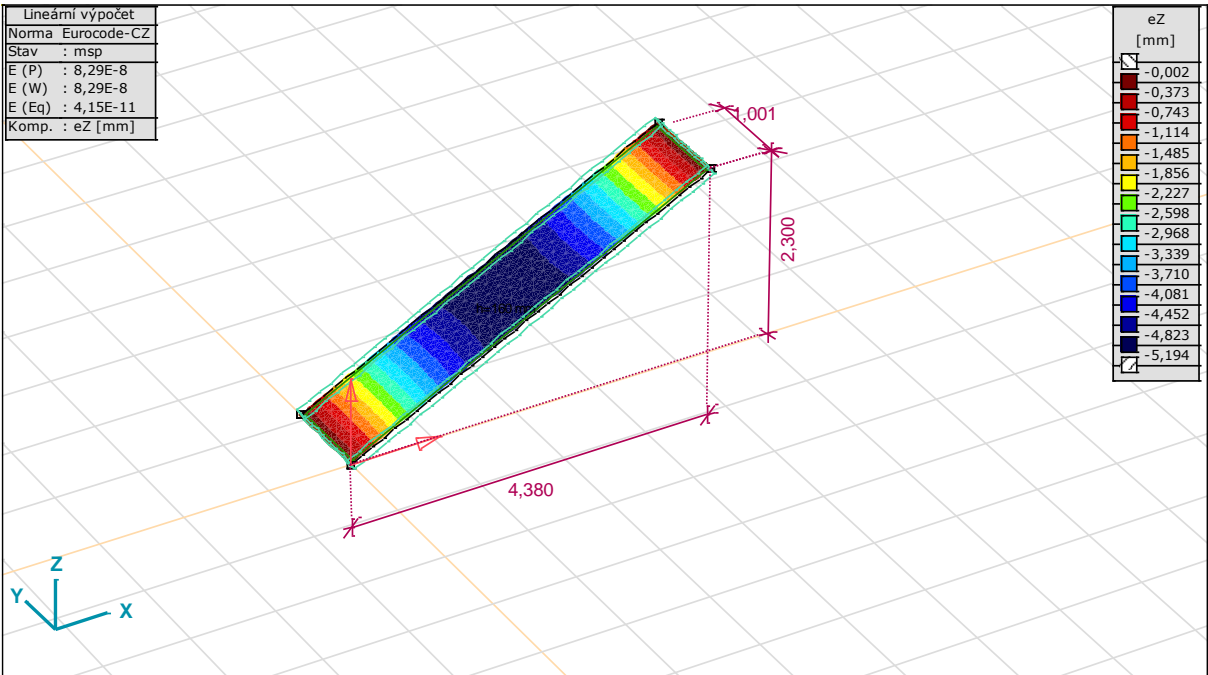 Lineární výpočet
Norma Eurocode-CZ
Stav : msp
E (P) : 8,29E-8
E (W) : 8,29E-8
E (Eq) : 4,15E-11
Komp. : eZ [mm]
eZ
[mm]
-0,002
-0,373
-0,743
-1,114
-1,485
-1,856
-2,227
-2,598
-2,968
-3,339
-3,710
-4,081
-4,452
-4,823
-5,194
1,001
2,300
4,380
Z
Y
X